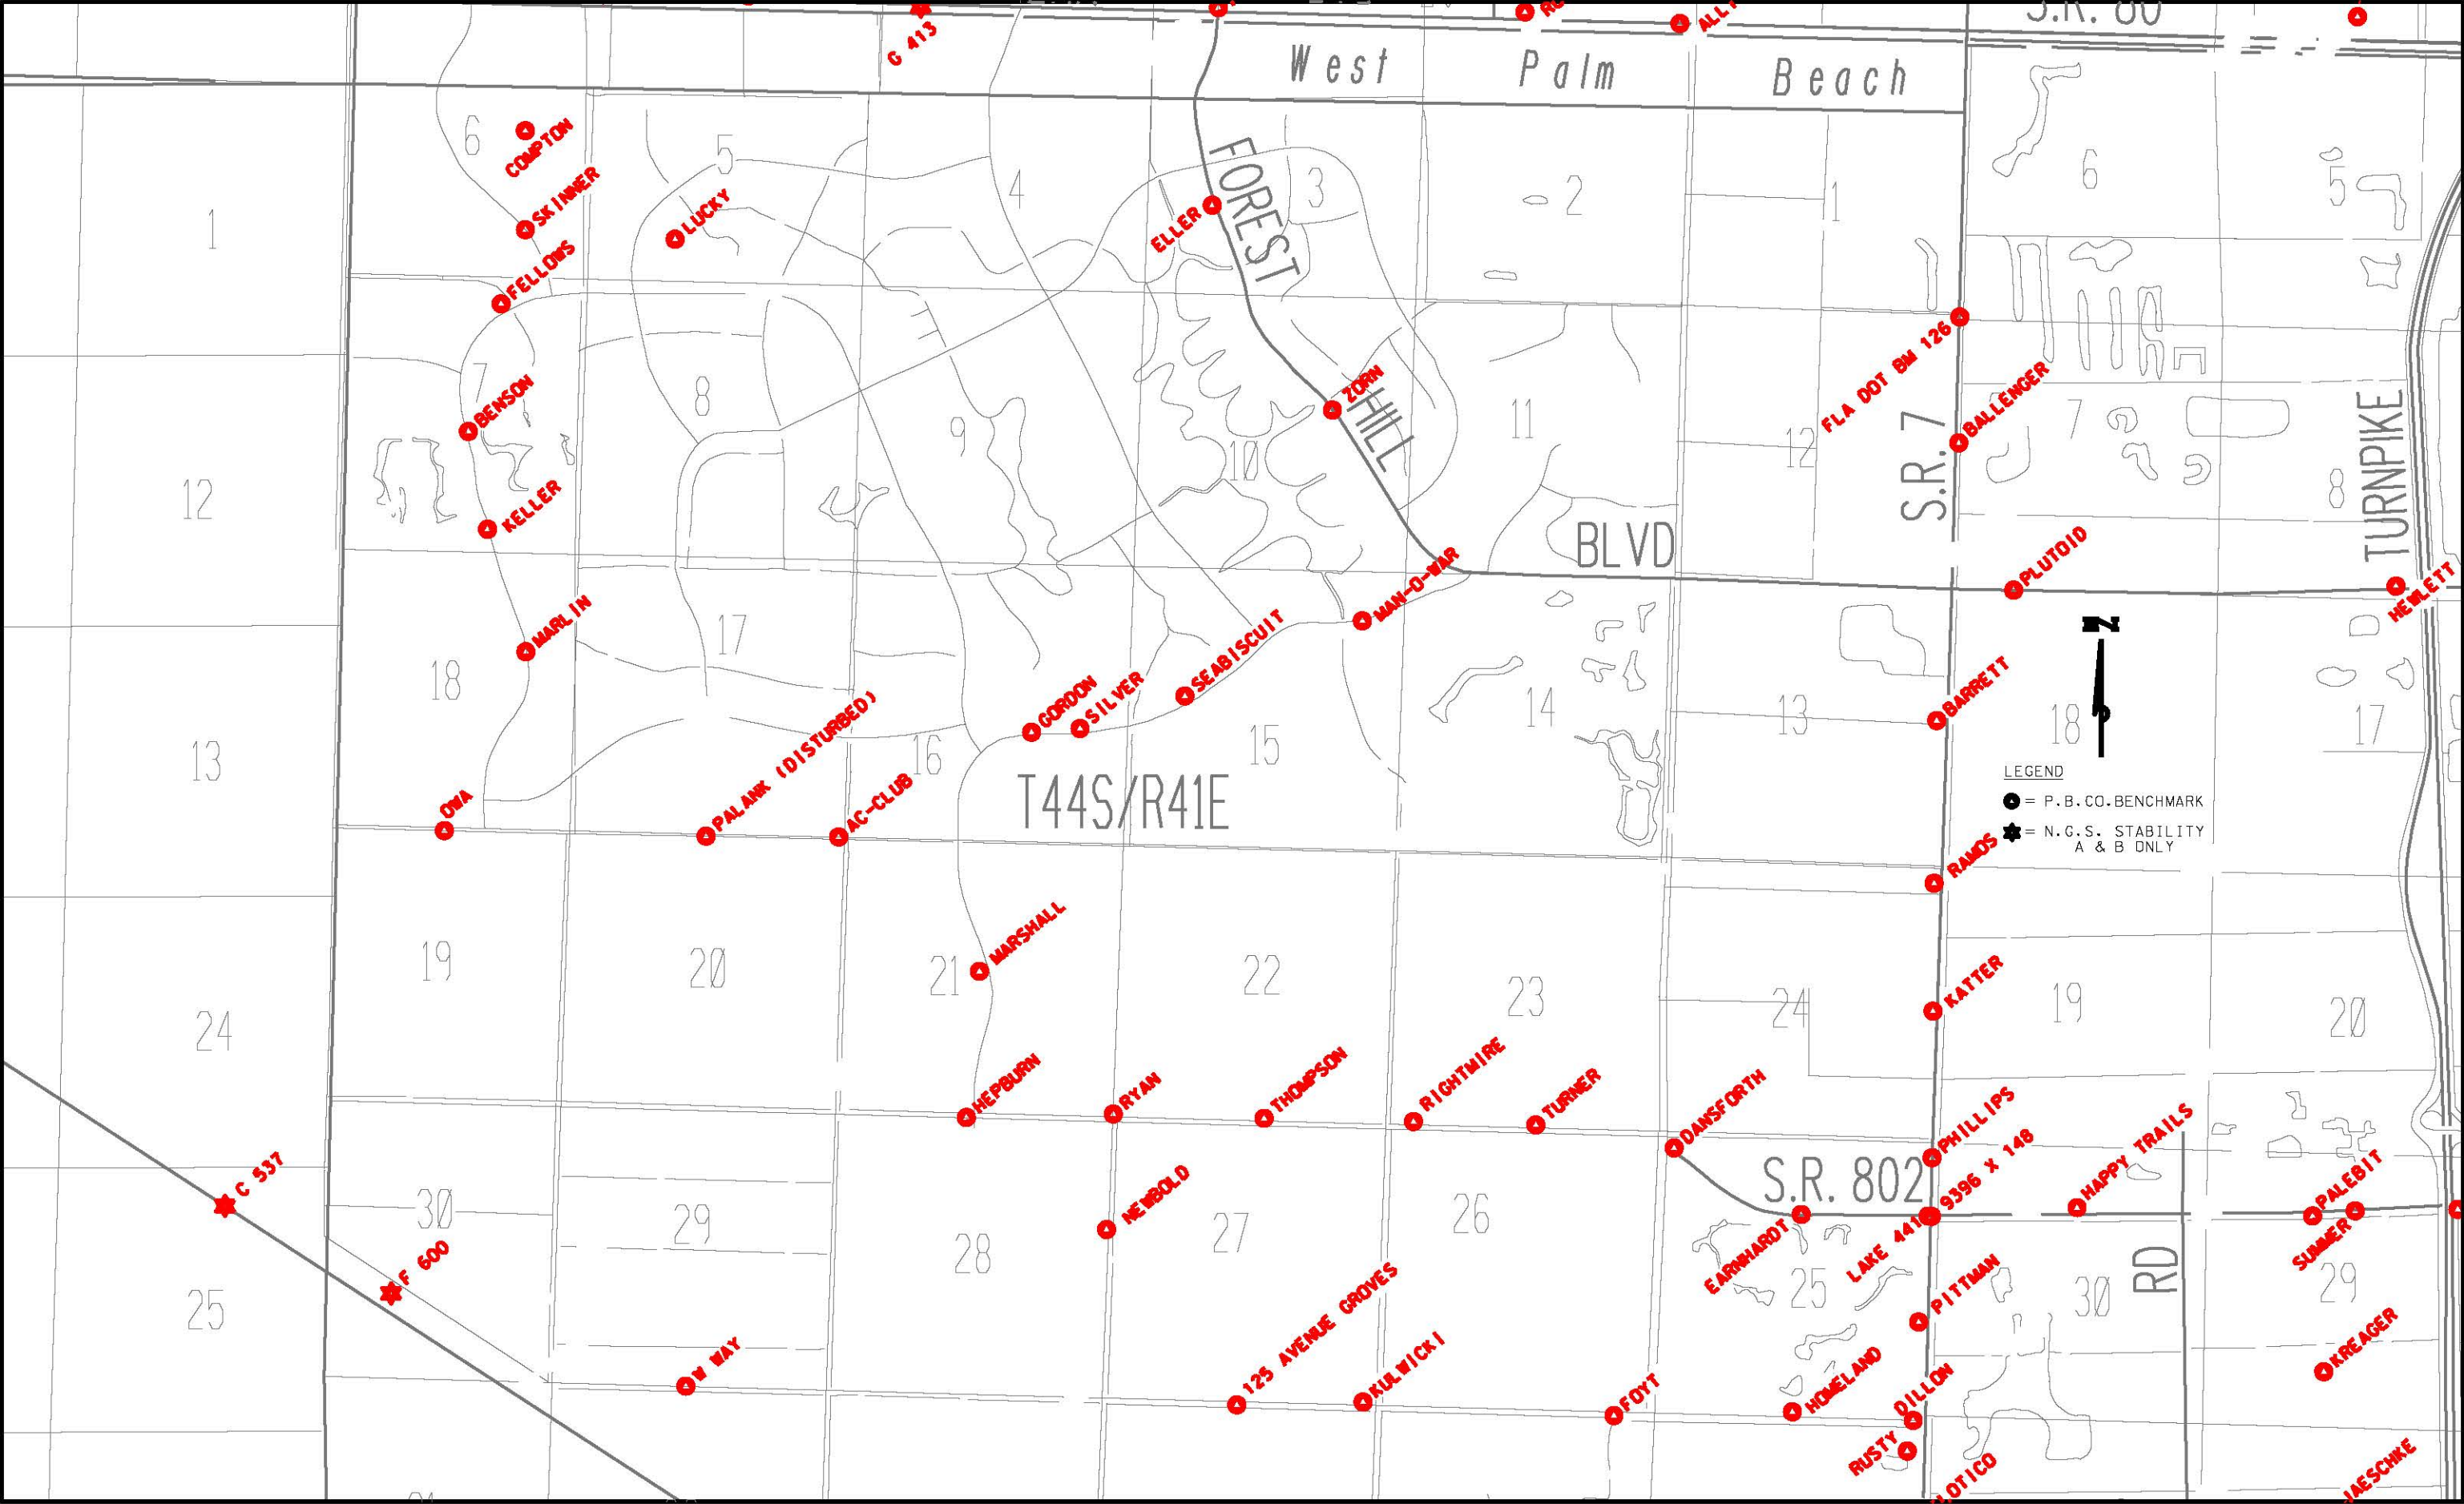 S.R. 80
G 413
West Palm Beach
6
COMPTON
5
4
3
2
1
6
5
1
SKINNER
LUCKY
ELLER
FOREST
FELLOWS
FLA DOT BM 126
ZORN
HILL
BALLENGER
7
BENSON
8
9
10
11
12
S.R. 7
7
8
TURNPIKE
12
KELLER
BLVD
MAN-O-WAR
PLUTOID
HEWLETT
N
MARLIN
17
SEABISCUIT
18
GORDON
SILVER
14
13
BARRETT
18
17
13
PALANK (DISTURBED)
16
15
LEGEND
= P.B.CO.BENCHMARK
= N.G.S. STABILITY
A & B ONLY
OWA
AC-CLUB
T44S/R41E
RAMOS
MARSHALL
19
20
21
22
23
24
KATTER
19
20
24
HEPBURN
RYAN
THOMPSON
RIGHTMIRE
TURNER
DANSFORTH
PHILLIPS
HAPPY TRAILS
C 537
S.R. 802
9396 X 148
PALEBIT
30
29
NEWBOLD
27
26
28
EARNHARDT
LAKE 441
SUMMER
F 600
25
25
PITTMAN
30
RD
29
W WAY
125 AVENUE GROVES
KULWICKI
FOYT
HOMELAND
DILLON
KREAGER
RUSTY
JAESCHKE